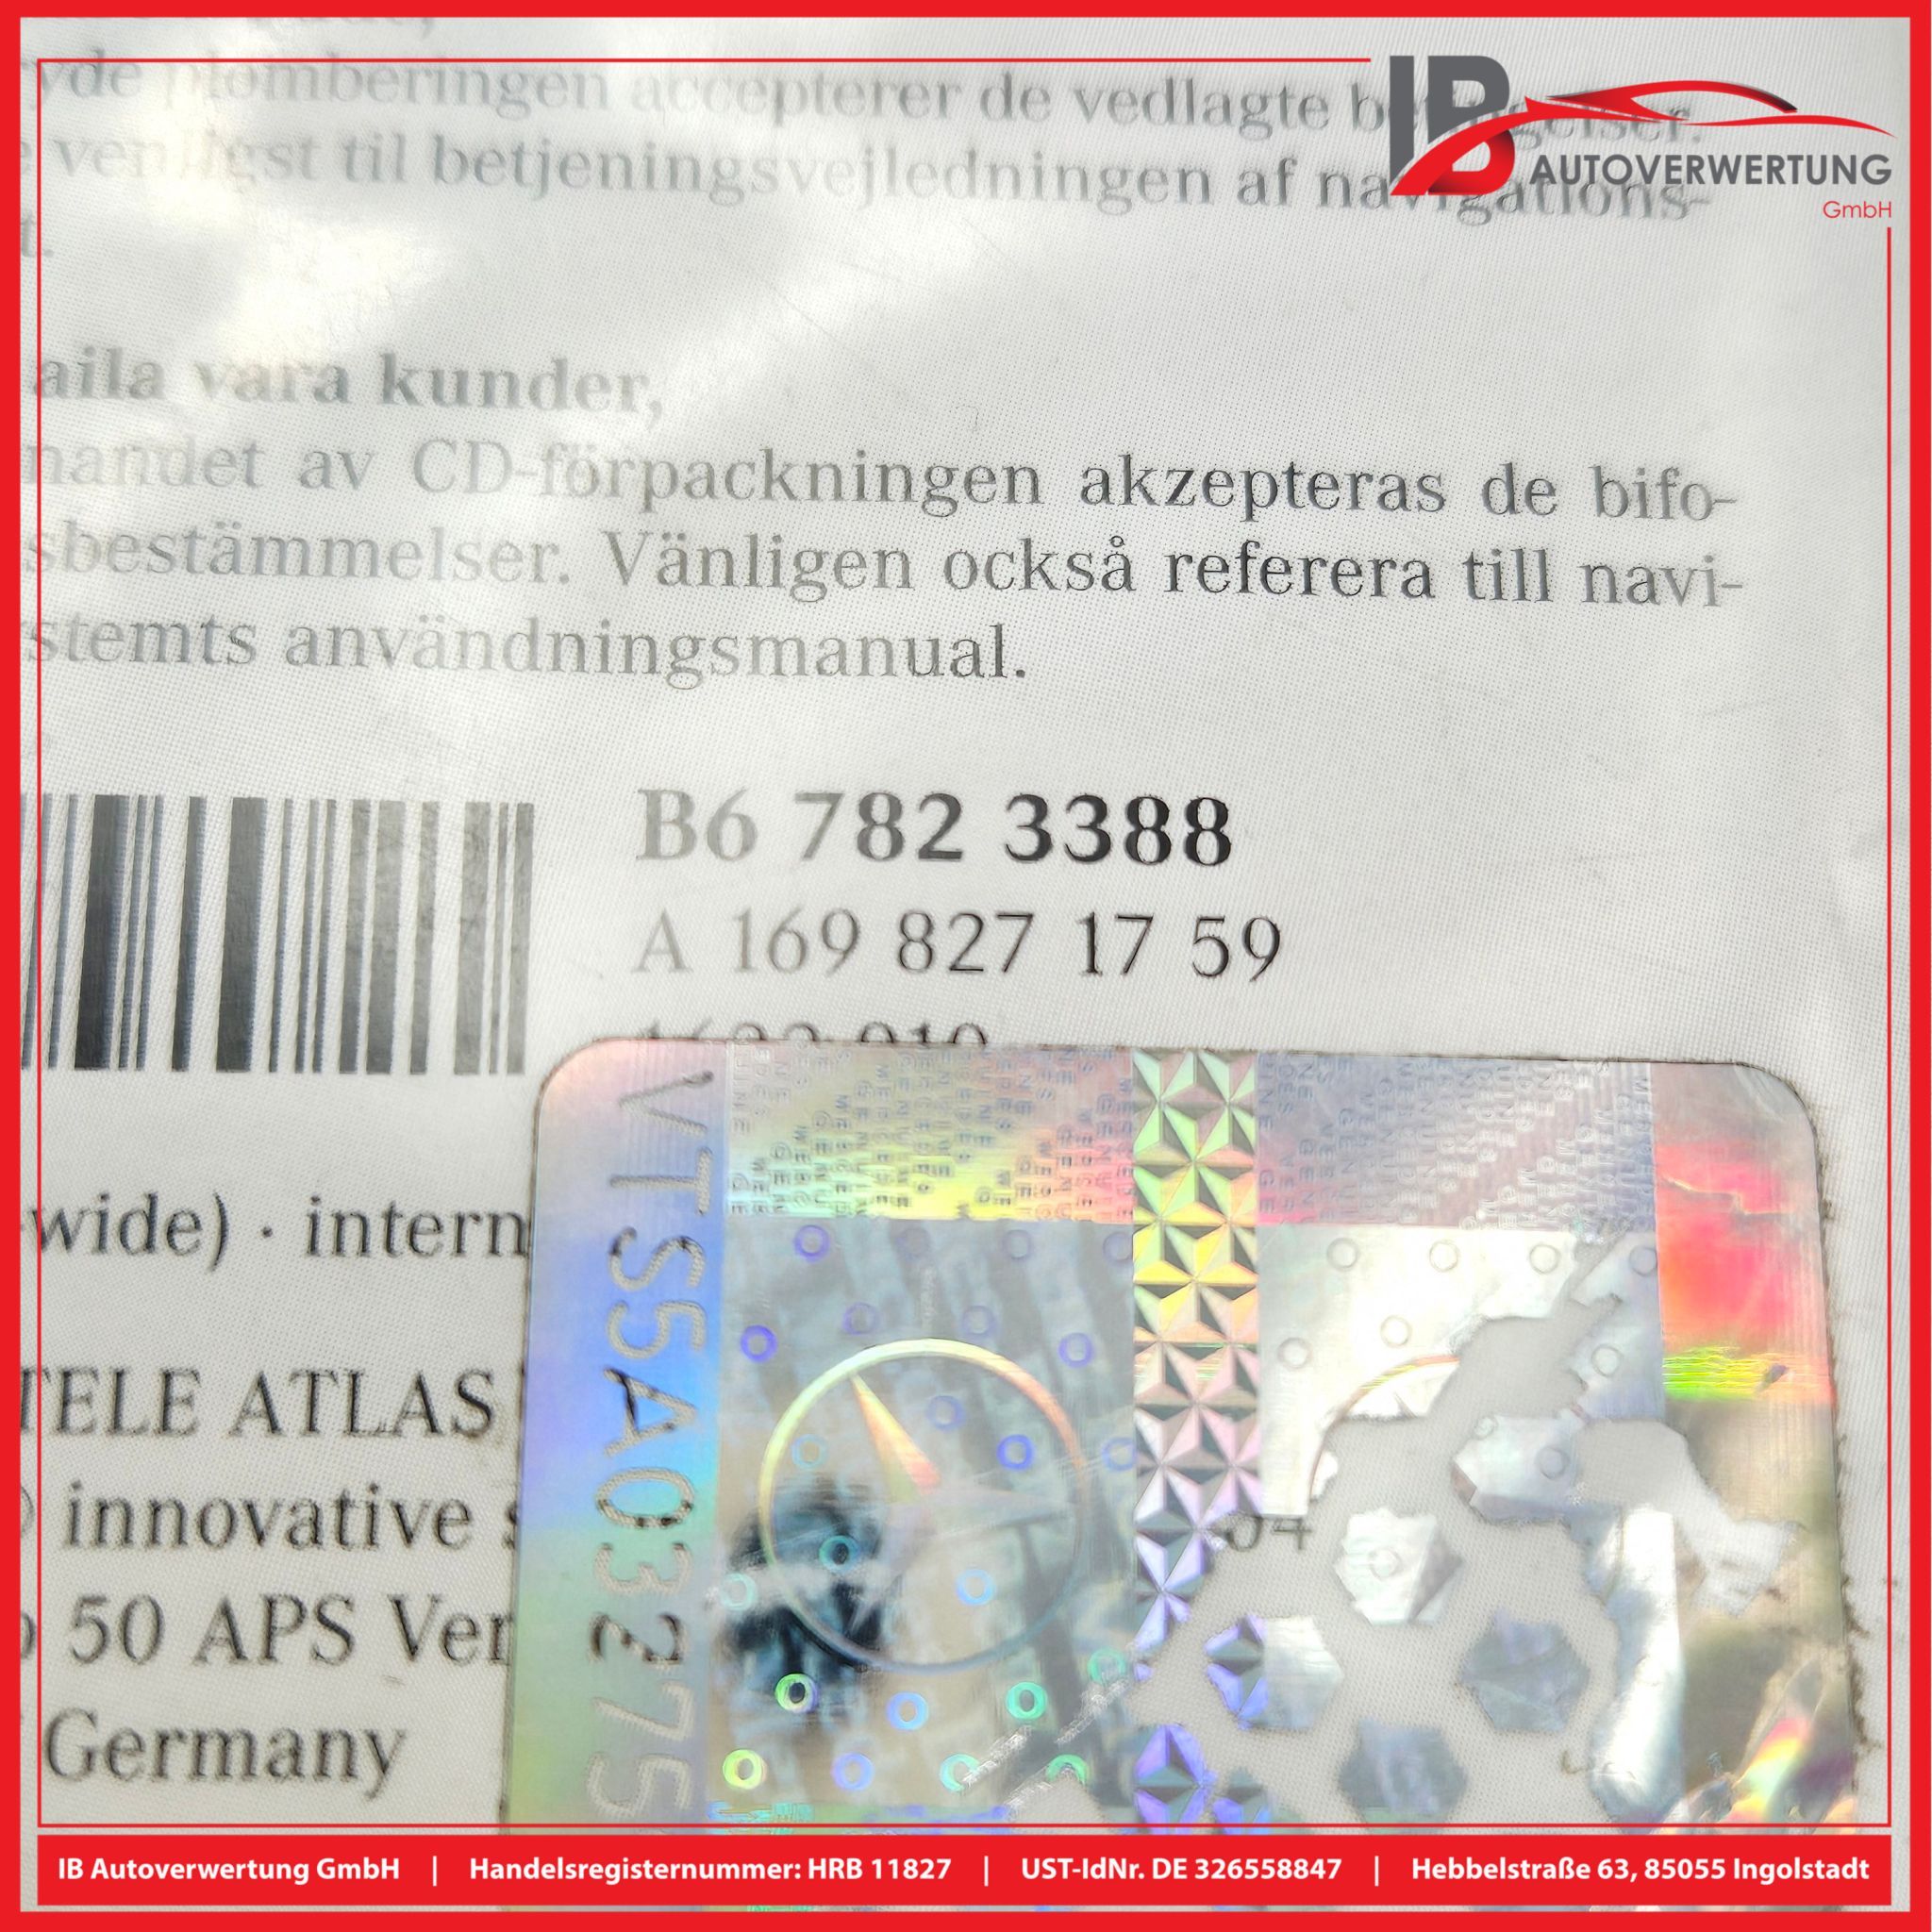 yde plomberingen accepterer de vedlagte
venligst til betjeningsvejledningen af navigations-
t.
IB
AUTOVERWERTUNG
GmbH
aila vara kunder,
nandet av CD-förpackningen akzepteras de bifo-
sbestämmelser. Vänligen också referera till navi-
stemts användningsmanual.
B6 782 3388
A 169 827 17 59
wide) · intern
TELE ATLAS
innovative
50 APS Ver
Germany
VTS5A03275
04
IB Autoverwertung GmbH | Handelsregisternummer: HRB 11827 | UST-IdNr. DE 326558847 | Hebbelstraße 63, 85055 Ingolstadt